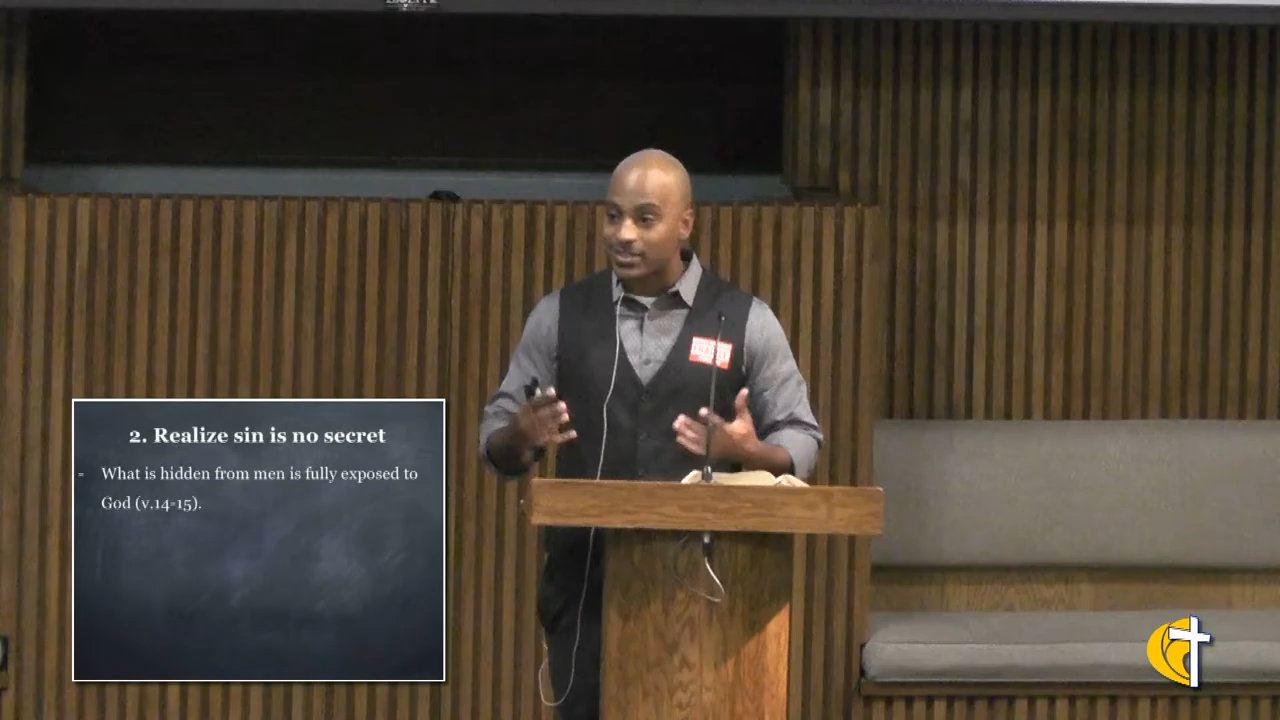 2. Realize sin is no secret
- What is hidden from men is fully exposed to
God (v.14-15).